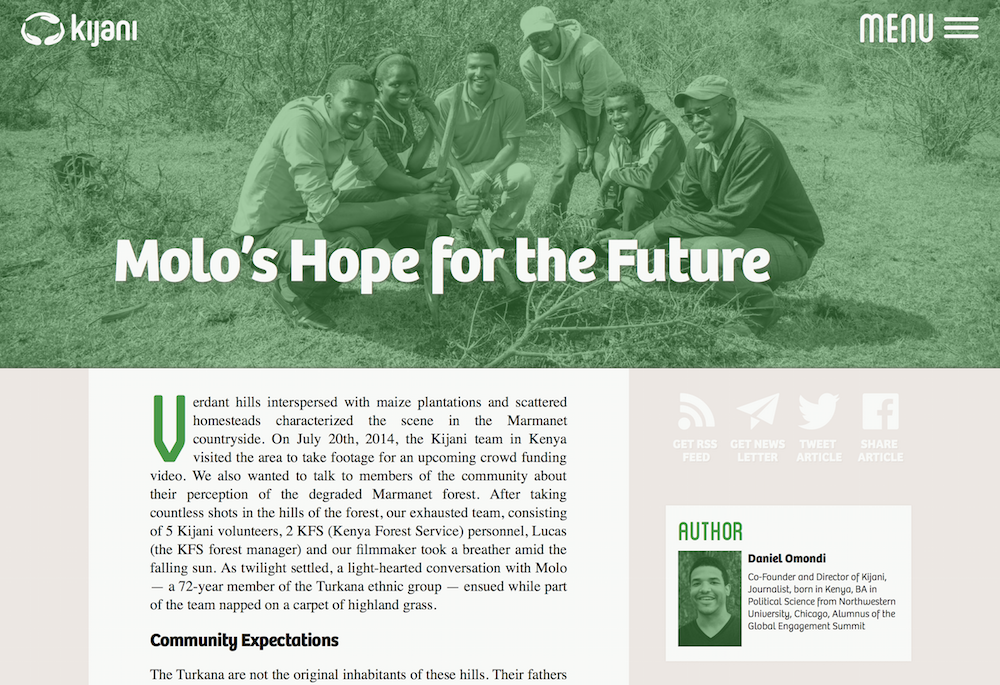 kijani
MENU
Molo's Hope for the Future
Verdant hills interspersed with maize plantations and scattered
homesteads characterized the scene in the Marmanet
countryside. On July 20th, 2014, the Kijani team in Kenya
visited the area to take footage for an upcoming crowd funding
video. We also wanted to talk to members of the community about
their perception of the degraded Marmanet forest. After taking
countless shots in the hills of the forest, our exhausted team, consisting
of 5 Kijani volunteers, 2 KFS (Kenya Forest Service) personnel, Lucas
(the KFS forest manager) and our filmmaker took a breather amid the
falling sun. As twilight settled, a light-hearted conversation with Molo
— a 72-year member of the Turkana ethnic group — ensued while part
of the team napped on a carpet of highland grass.
Community Expectations
The Turkana are not the original inhabitants of these hills. Their fathers
GET RSS
FEED
GET NEWS
LETTER
TWEET
ARTICLE
SHARE
ARTICLE
AUTHOR
Daniel Omondi
Co-Founder and Director of Kijani,
Journalist, born in Kenya, BA in
Political Science from Northwestern
University, Chicago, Alumnus of the
Global Engagement Summit